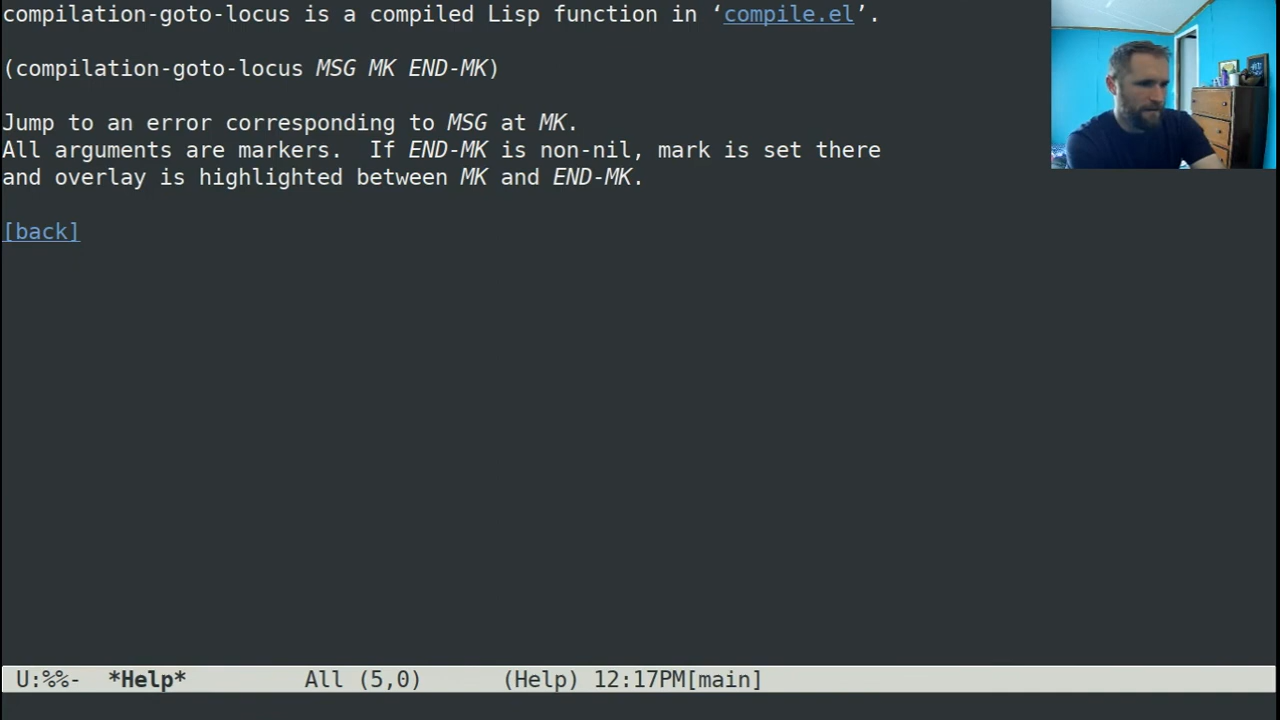 compilation-goto-locus is a compiled Lisp function in ‘compile.el’.
(compilation-goto-locus MSG MK END-MK)
Jump to an error corresponding to MSG at MK.
All arguments are markers.  If END-MK is non-nil, mark is set there
and overlay is highlighted between MK and END-MK.
[back]
U:%%-  *Help*         All (5,0)      (Help) 12:17PM[main]